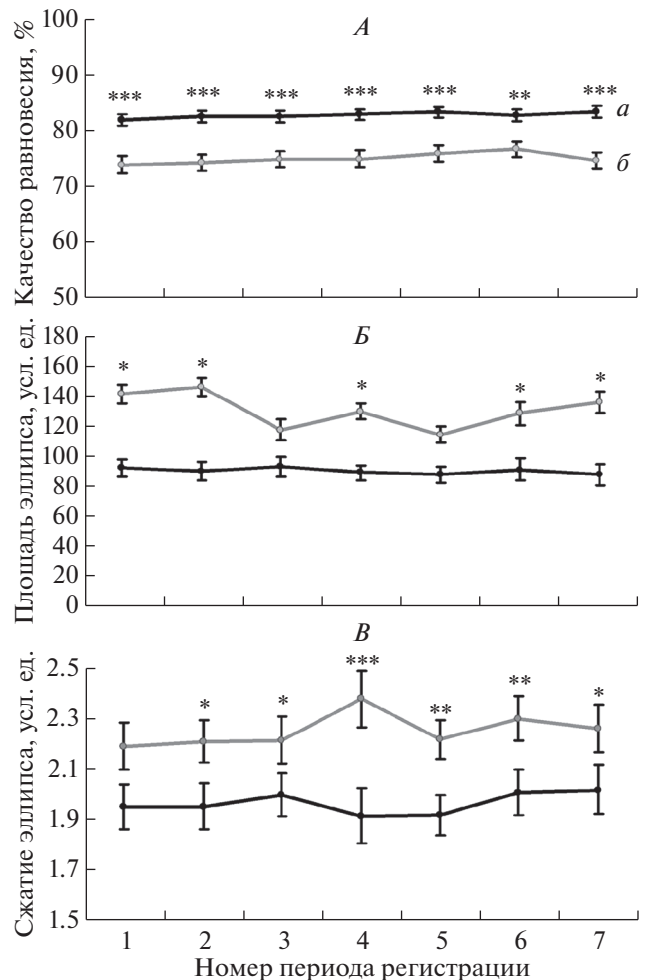 А
Качество равновесия, %
100
90
80
70
60
50
*** *** *** *** *** ** ***
а
б
Б
Площадь эллипса, усл. ед.
180
160
140
120
100
80
60
40
20
0
* * * * *
В
Сжатие эллипса, усл. ед.
2.5
2.3
2.1
1.9
1.7
1.5
* * *** ** ** *
1 2 3 4 5 6 7
Номер периода регистрации